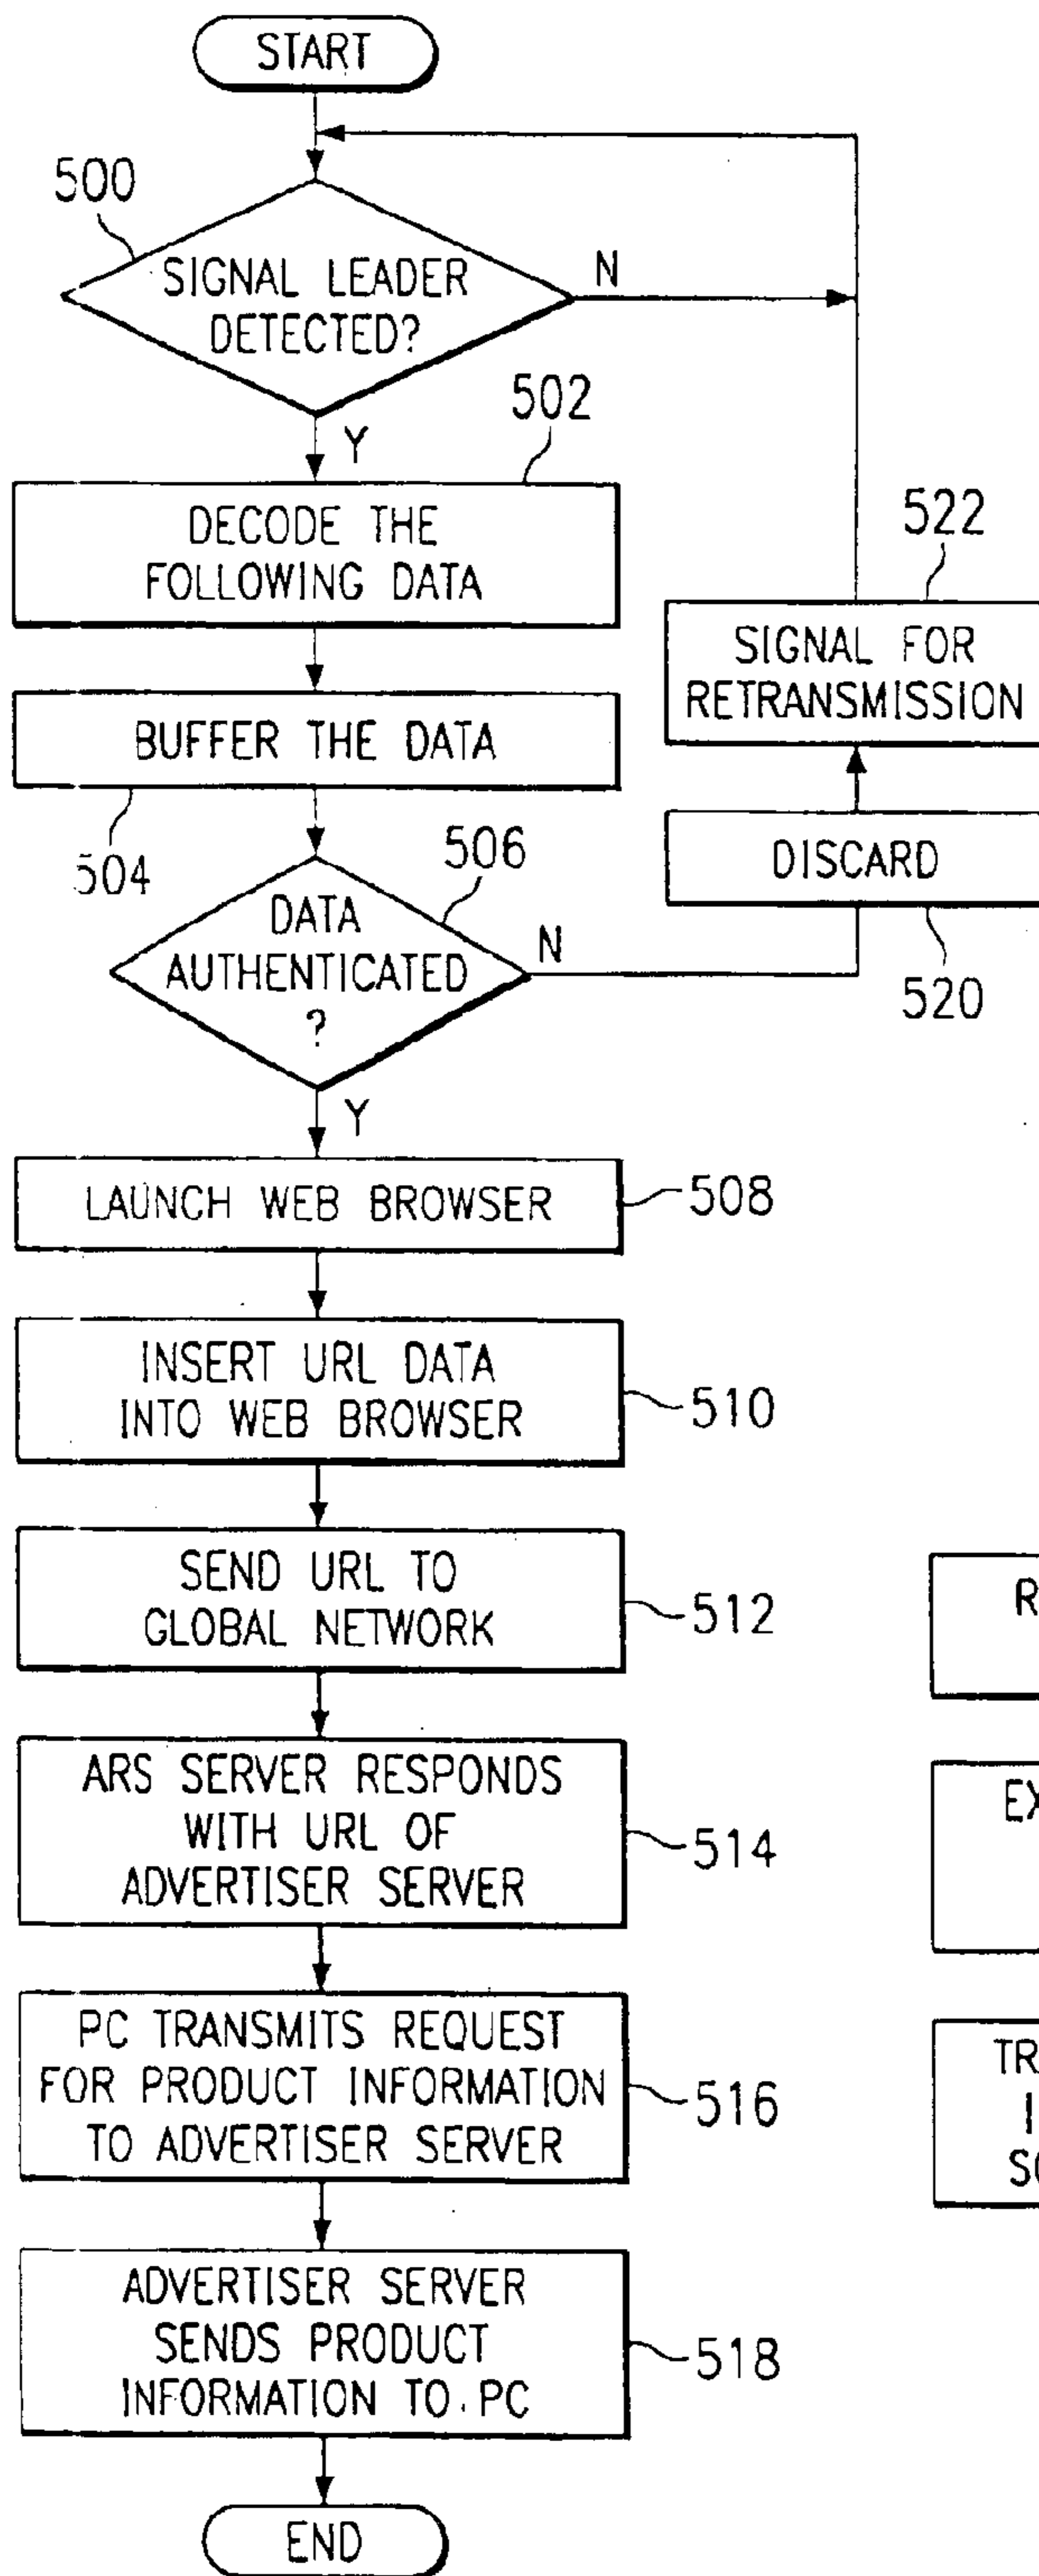 START
500
SIGNAL LEADER
DETECTED?
N
Y
502
DECODE THE
FOLLOWING DATA
522
SIGNAL FOR
RETRANSMISSION
BUFFER THE DATA
504
DISCARD
520
506
DATA
AUTHENTICATED
?
N
Y
LAUNCH WEB BROWSER
508
INSERT URL DATA
INTO WEB BROWSER
510
SEND URL TO
GLOBAL NETWORK
512
ARS SERVER RESPONDS
WITH URL OF
ADVERTISER SERVER
514
PC TRANSMITS REQUEST
FOR PRODUCT INFORMATION
TO ADVERTISER SERVER
516
ADVERTISER SERVER
SENDS PRODUCT
INFORMATION TO PC
518
END
R
EX
TR
I
SO